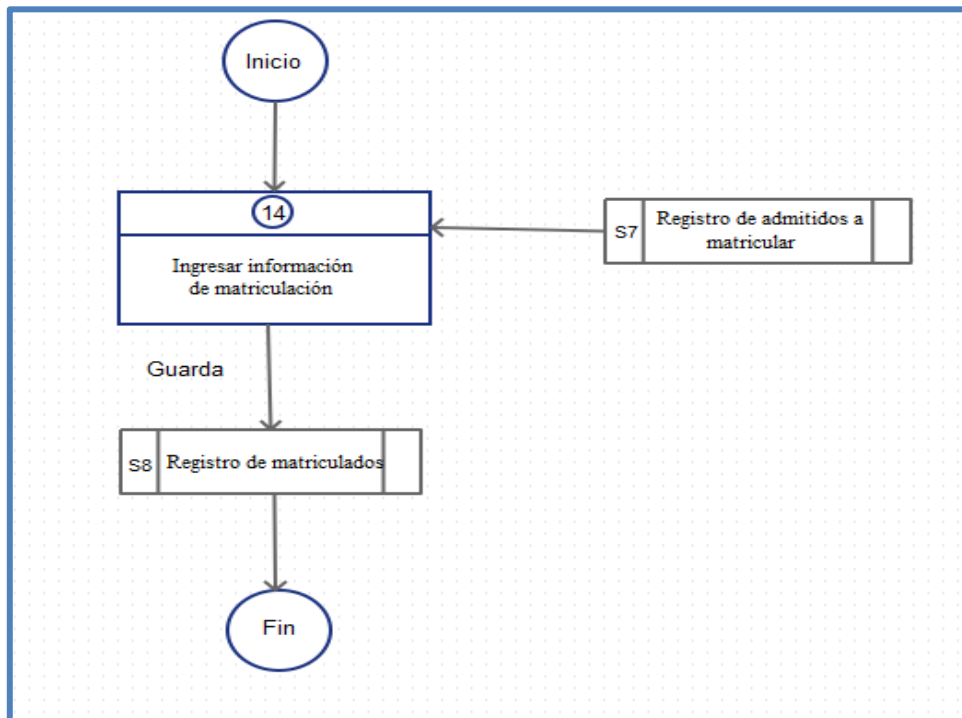 Inicio
14
Ingresar información
de matriculación
S7
Registro de admitidos a
matricular
Guarda
S8
Registro de matriculados
Fin